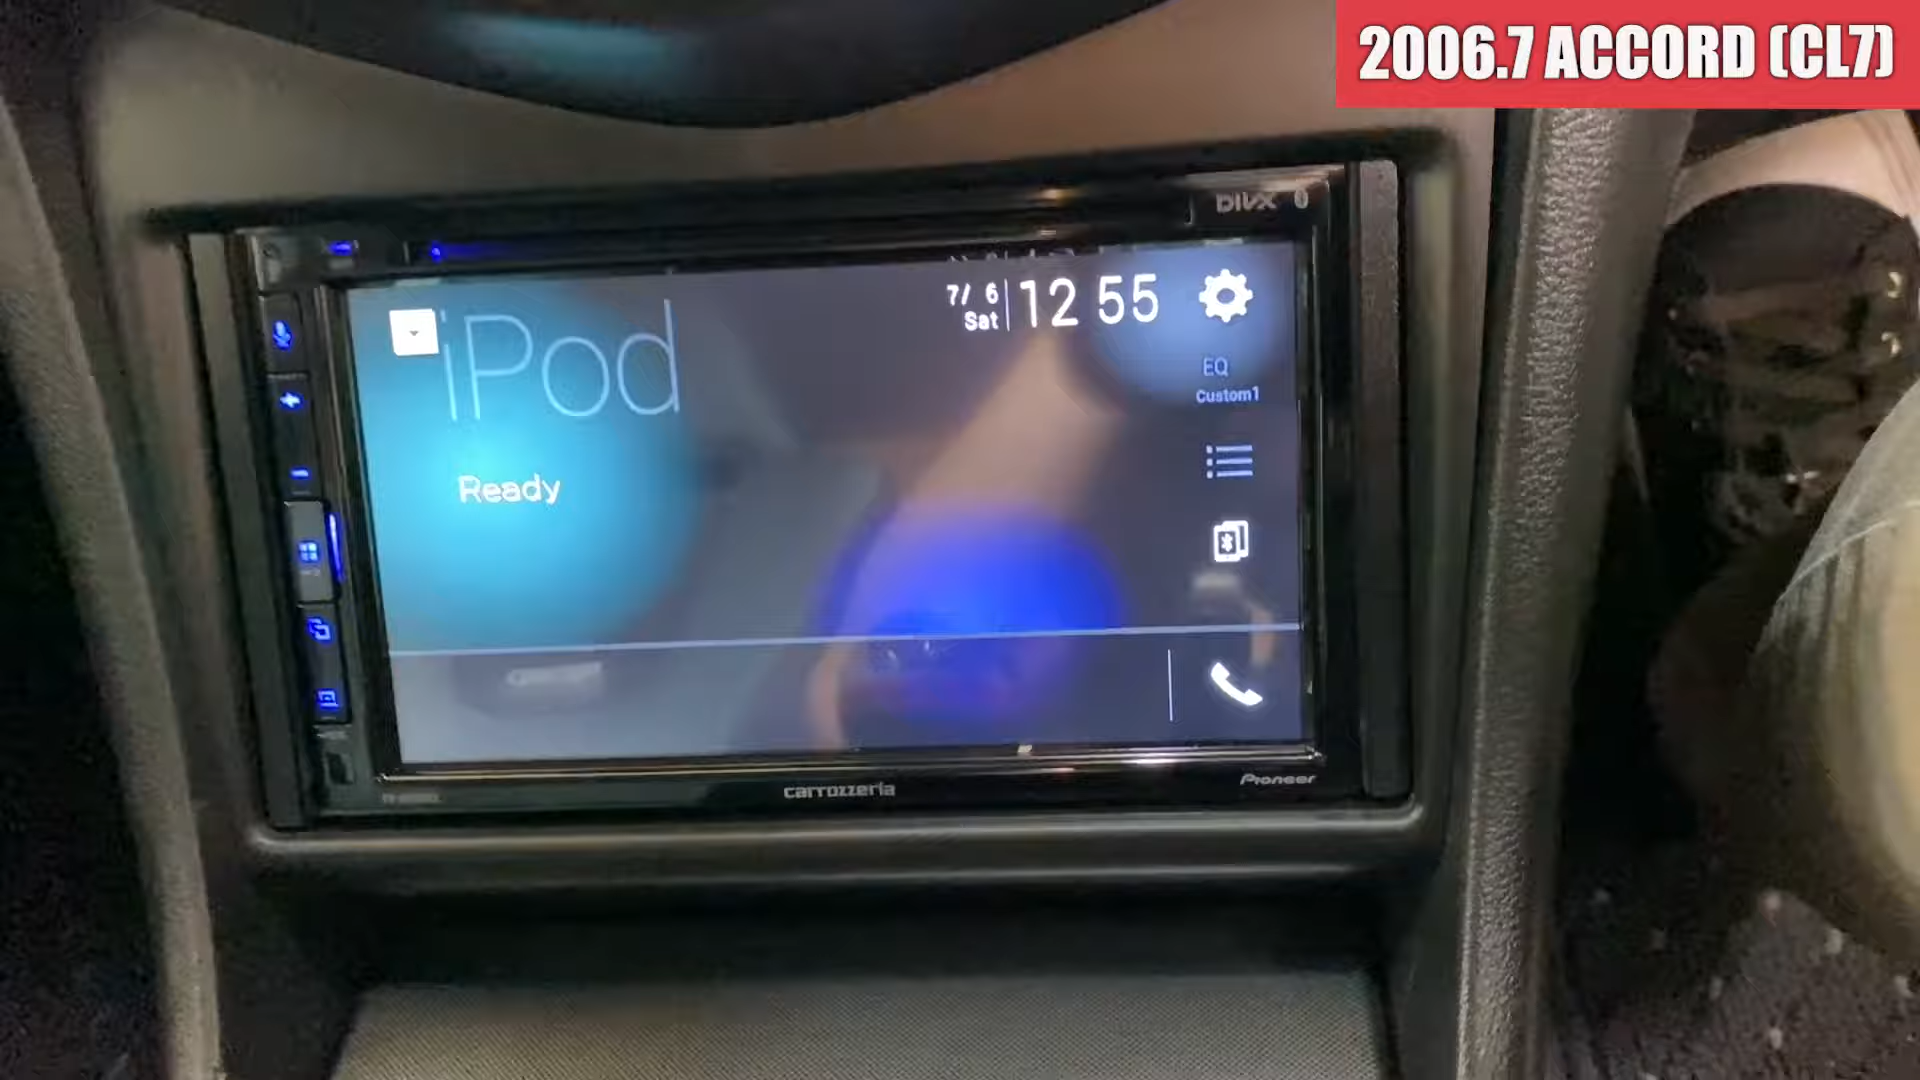 2006.7 ACCORD (CL7)
DIVX
iPod
7/ 6
Sat
12 55
EQ
Custom1
Ready
carrozzeria
Pioneer